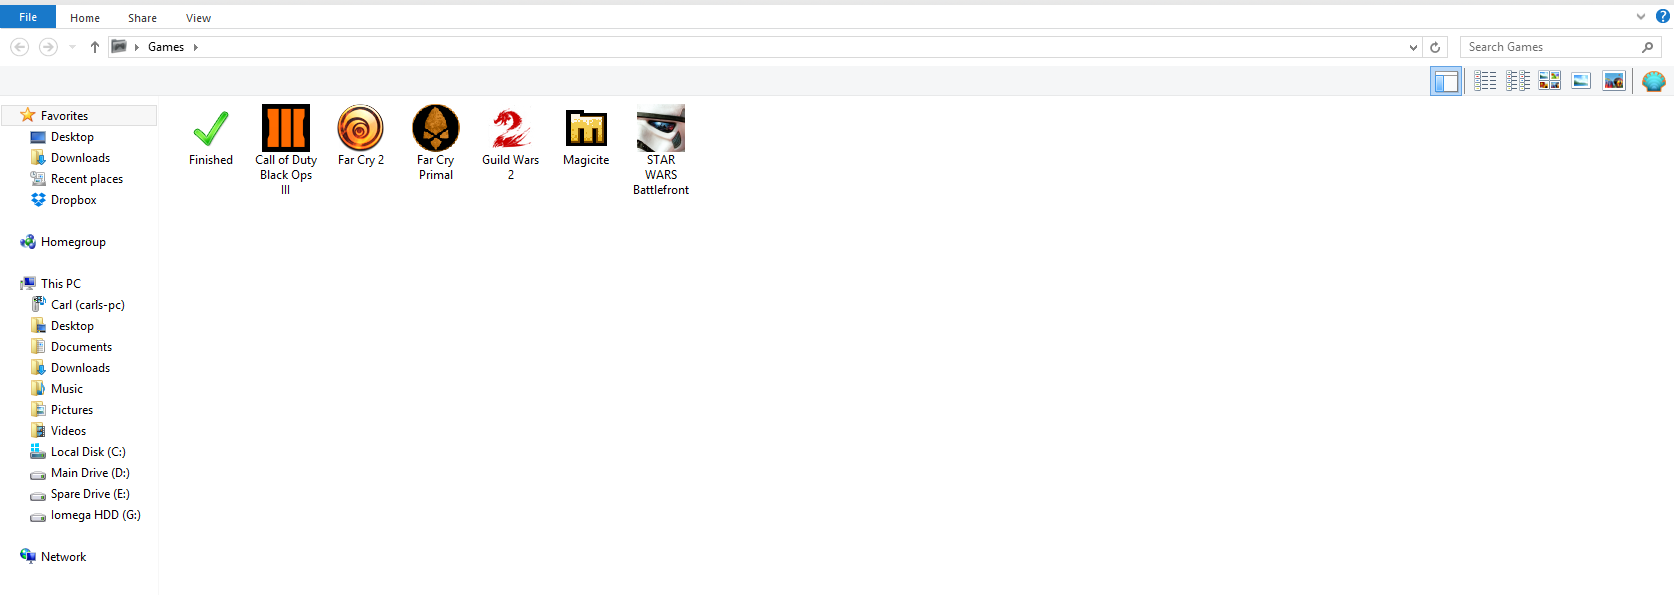 File Home Share View
Games
Search Games
Favorites
Desktop
Downloads
Recent places
Dropbox
Homegroup
This PC
Carl (carls-pc)
Desktop
Documents
Downloads
Music
Pictures
Videos
Local Disk (C:)
Main Drive (D:)
Spare Drive (E:)
Iomega HDD (G:)
Network
Finished
Call of Duty
Black Ops
III
Far Cry 2
Far Cry
Primal
Guild Wars
2
Magicite
STAR
WARS
Battlefront